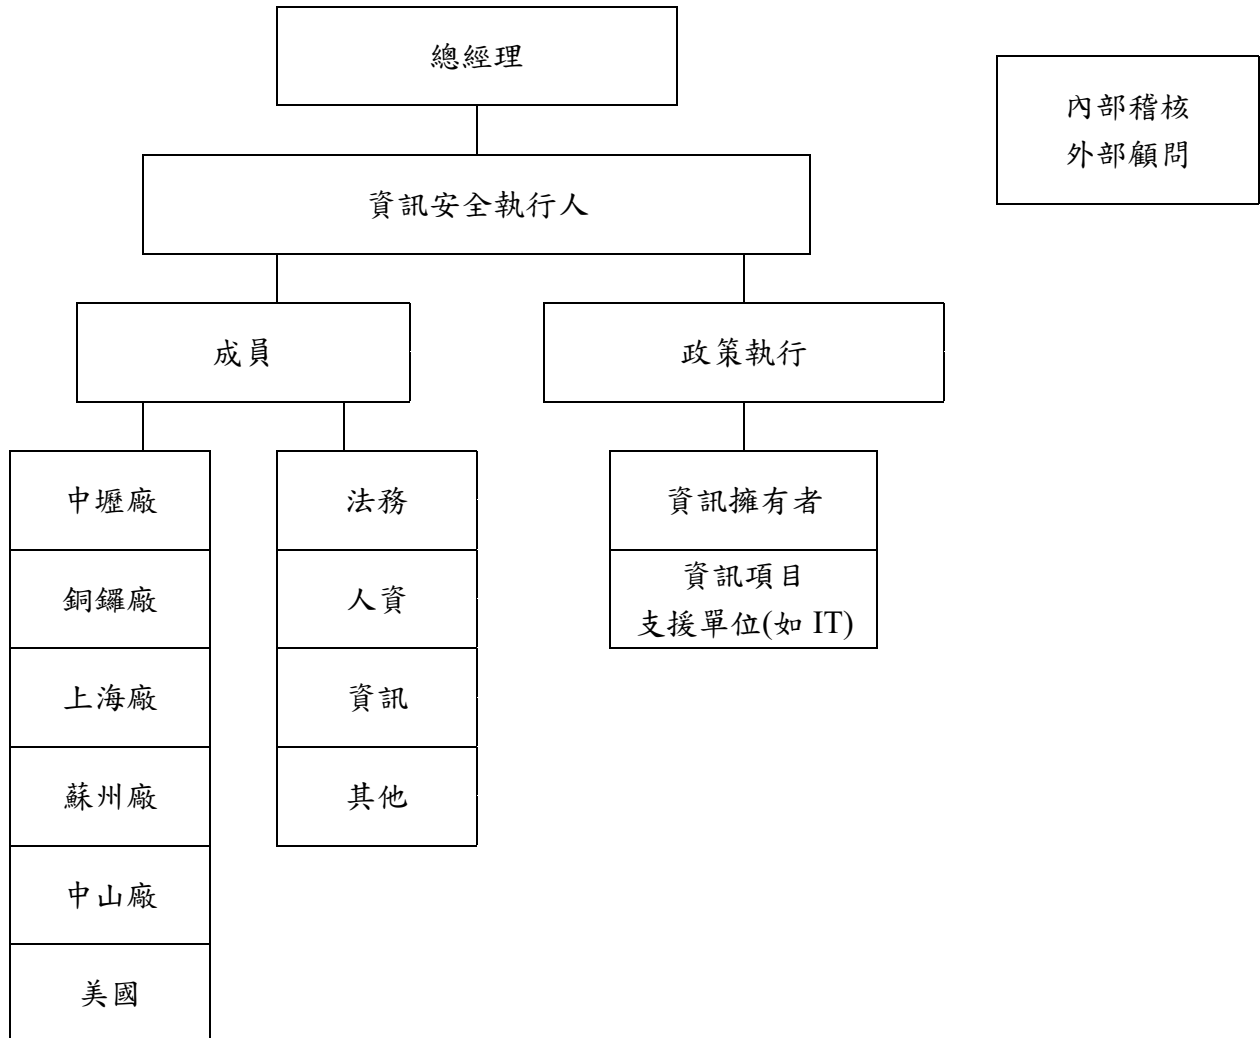 總經理
內部稽核
外部顧問
資訊安全執行人
成員
政策執行
中壢廠
法務
資訊擁有者
銅鑼廠
人資
資訊項目
支援單位(如 IT)
上海廠
資訊
蘇州廠
其他
中山廠
美國